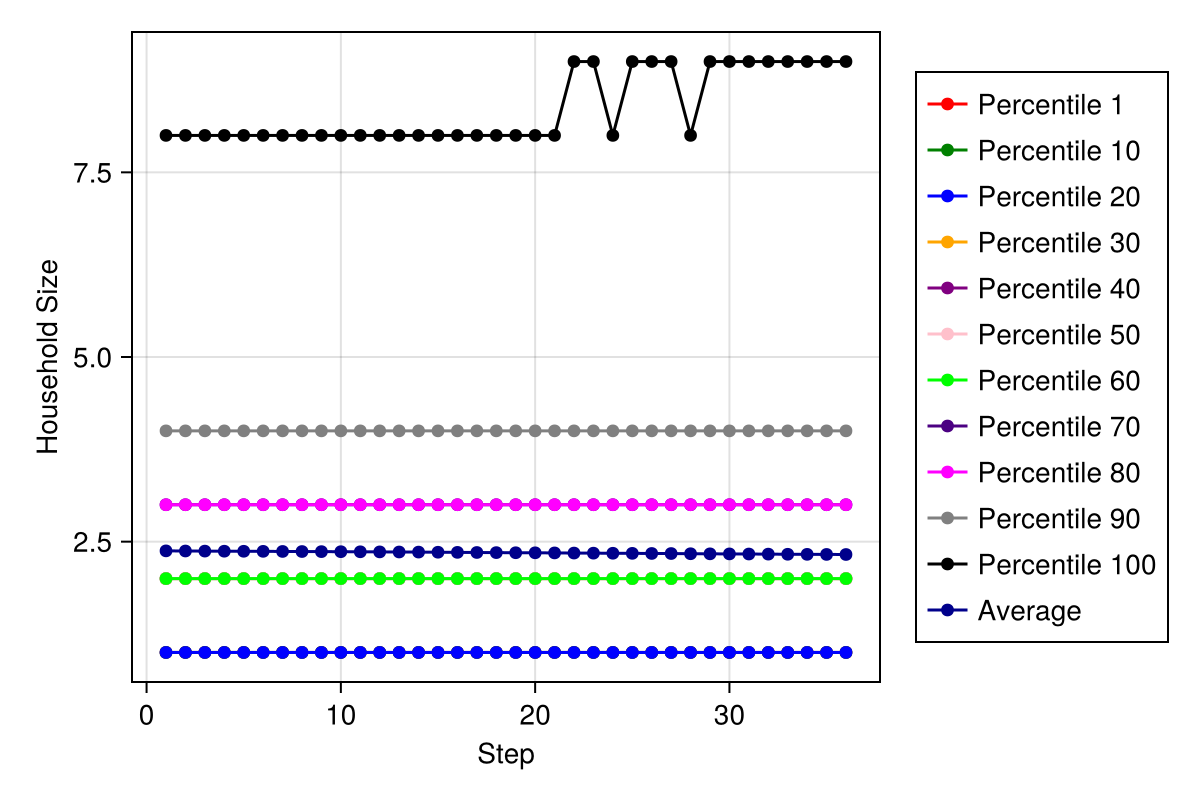 7.5
5.0
2.5
Household Size
0 10 20 30
Step
Percentile 1
Percentile 10
Percentile 20
Percentile 30
Percentile 40
Percentile 50
Percentile 60
Percentile 70
Percentile 80
Percentile 90
Percentile 100
Average